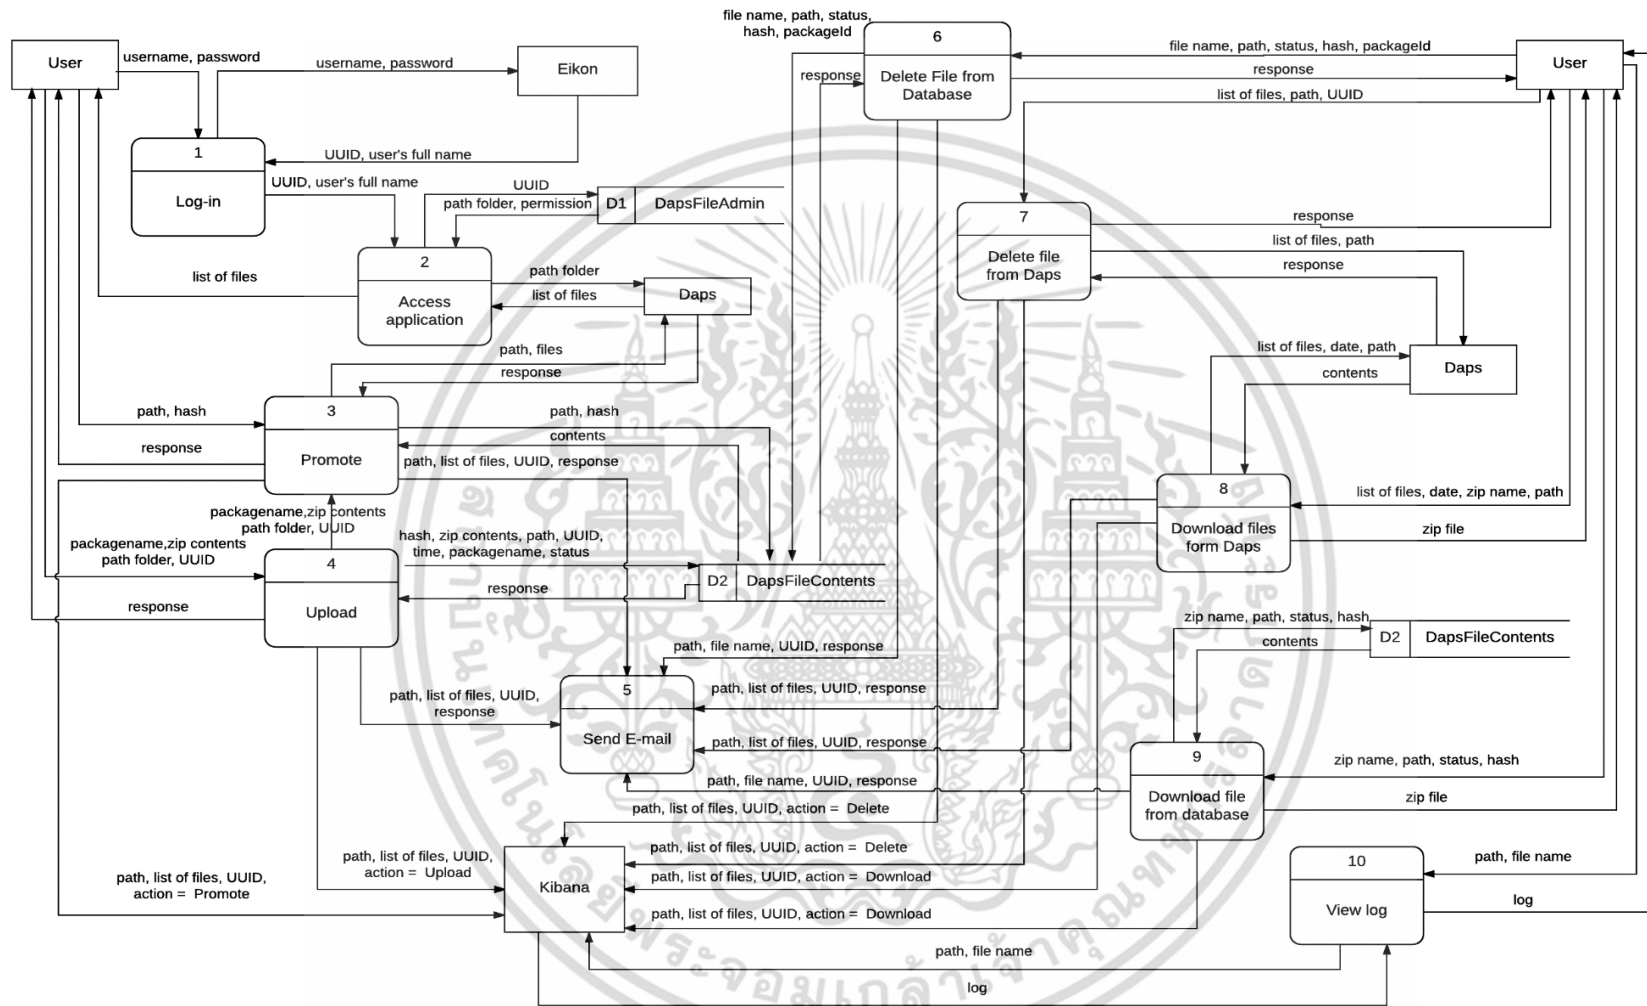 file name, path, status,
hash, packageId
6
Delete File from
Database
file name, path, status, hash, packageId
response
list of files, path, UUID
User
response
User
username, password
username, password
Eikon
1
Log-in
UUID, user's full name
UUID, user's full name
UUID
path folder, permission
D1
DapsFileAdmin
2
Access
application
list of files
path folder
list of files
Daps
7
Delete file
from Daps
response
list of files, path
response
path, files
response
list of files, date, path
contents
Daps
3
Promote
path, hash
response
path, hash
contents
path, list of files, UUID, response
packagename,zip contents
path folder, UUID
8
Download files
form Daps
list of files, date, zip name, path
zip file
packagename,zip contents
path folder, UUID
response
4
Upload
hash, zip contents, path, UUID,
time, packagename, status
response
D2
DapsFileContents
zip name, path, status, hash
contents
D2
DapsFileContents
path, file name, UUID, response
5
Send E-mail
path, list of files, UUID,
response
path, list of files, UUID, response
path, list of files, UUID, response
path, file name, UUID, response
9
Download file
from database
zip name, path, status, hash
zip file
path, list of files, UUID, action = Delete
Kibana
path, list of files, UUID, action = Delete
path, list of files, UUID, action = Download
path, list of files, UUID, action = Download
path, list of files, UUID,
action = Upload
path, list of files, UUID,
action = Promote
10
View log
path, file name
log
path, file name
log